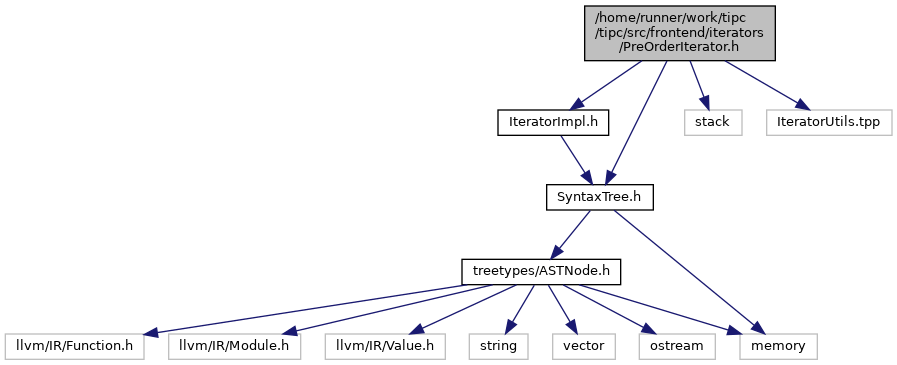 /home/runner/work/tipc
/tipc/src/frontend/iterators
/PreOrderIterator.h
IteratorImpl.h
stack
IteratorUtils.tpp
SyntaxTree.h
treetypes/ASTNode.h
llvm/IR/Function.h
llvm/IR/Module.h
llvm/IR/Value.h
string
vector
ostream
memory